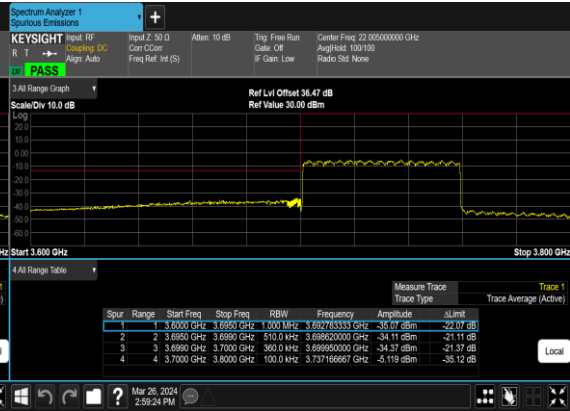 Spectrum Analyzer 1
Spurious Emissions
+
KEYSIGHT Input: RF Input Z: 50 Ω Atten: 10 dB Trig: Free Run Center Freq: 22.005000000 GHz
R T Coupling: DC Corr CCorr Gate: Off Avg|Hold: 100/100
Align: Auto Freq Ref: Int (S) IF Gain: Low Radio Std: None
PASS
3 All Range Graph
Ref Lvl Offset 36.47 dB
Scale/Div 10.0 dB Ref Value 30.00 dBm
Log
20.0
10.0
0.00
-10.0
-20.0
-30.0
-40.0
-50.0
-60.0
Hz Start 3.600 GHz Stop 3.800 GHz
4 All Range Table
Measure Trace Trace 1
Trace Type Trace Average (Active)
Spur Range Start Freq Stop Freq RBW Frequency Amplitude ΔLimit
1 1 3.6000 GHz 3.6950 GHz 1.000 MHz 3.692783333 GHz -35.07 dBm -22.07 dB
2 2 3.6950 GHz 3.6990 GHz 510.0 kHz 3.698620000 GHz -34.11 dBm -21.11 dB
3 3 3.6990 GHz 3.7000 GHz 360.0 kHz 3.699950000 GHz -34.37 dBm -21.37 dB
4 4 3.7000 GHz 3.8000 GHz 100.0 kHz 3.737166667 GHz -5.119 dBm -35.12 dB
Local
? Mar 26, 2024
2:59:24 PM